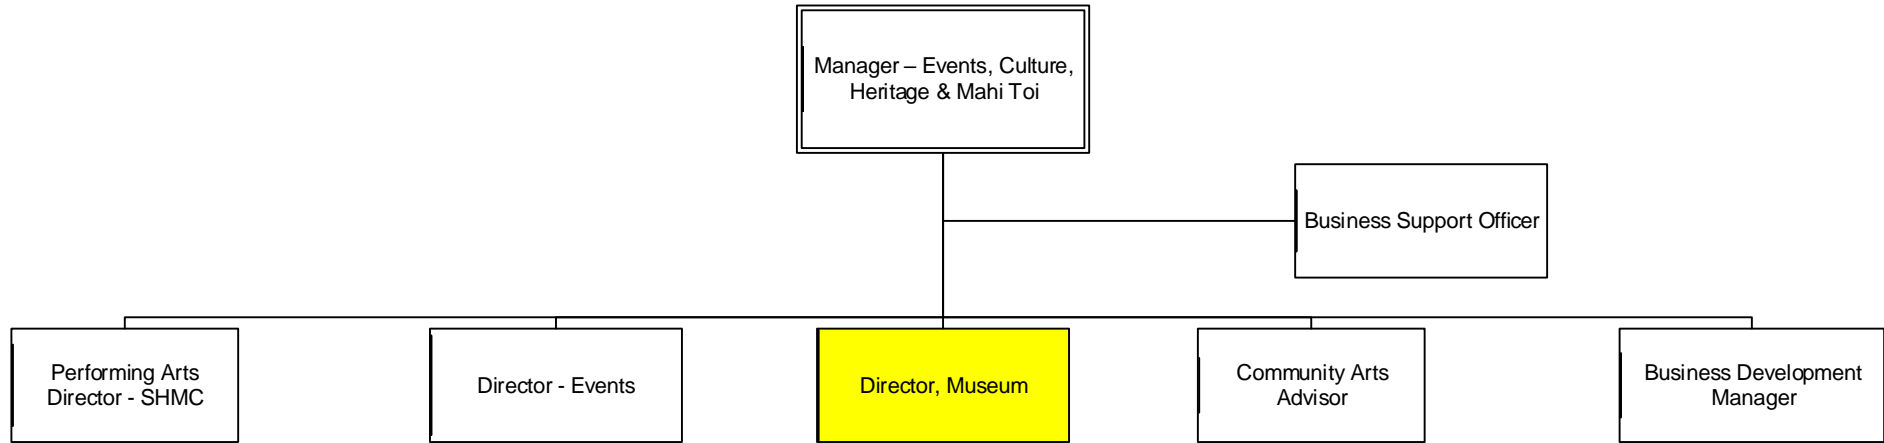 Manager – Events, Culture,
Heritage & Mahi Toi
Business Support Officer
Performing Arts
Director - SHMC
Director - Events
Director, Museum
Community Arts
Advisor
Business Development
Manager